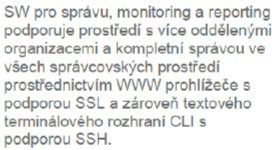 SW pro správu, monitoring a reporting
podporuje prostředí s více oddělenými
organizacemi a kompletní správou ve
všech správcovských prostředí
prostřednictvím WWW prohlížeče s
podporou SSL a zároveň textového
terminálového rozhraní CLI s
podporou SSH.